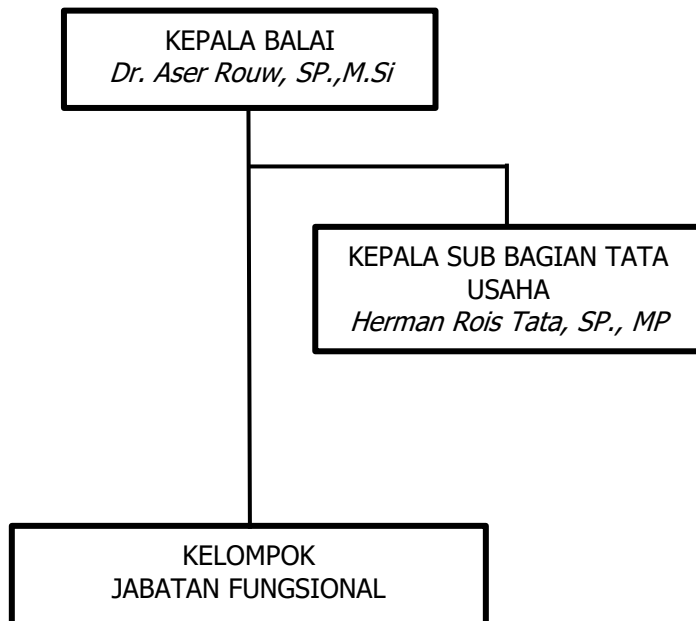 KEPALA BALAI
Dr. Aser Rouw, SP.,M.Si
KEPALA SUB BAGIAN TATA
USAHA
Herman Rois Tata, SP., MP
KELOMPOK
JABATAN FUNGSIONAL